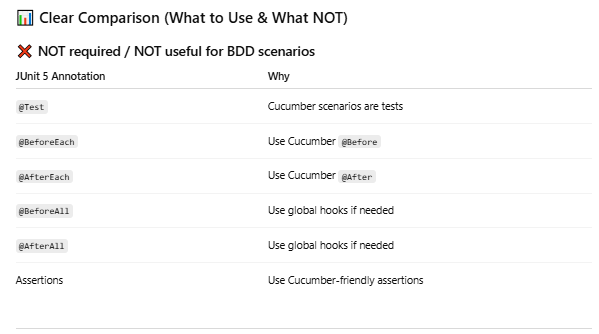 📊 Clear Comparison (What to Use & What NOT)
❌ NOT required / NOT useful for BDD scenarios
JUnit 5 Annotation Why
@Test Cucumber scenarios are tests
@BeforeEach Use Cucumber @Before
@AfterEach Use Cucumber @After
@BeforeAll Use global hooks if needed
@AfterAll Use global hooks if needed
Assertions Use Cucumber-friendly assertions